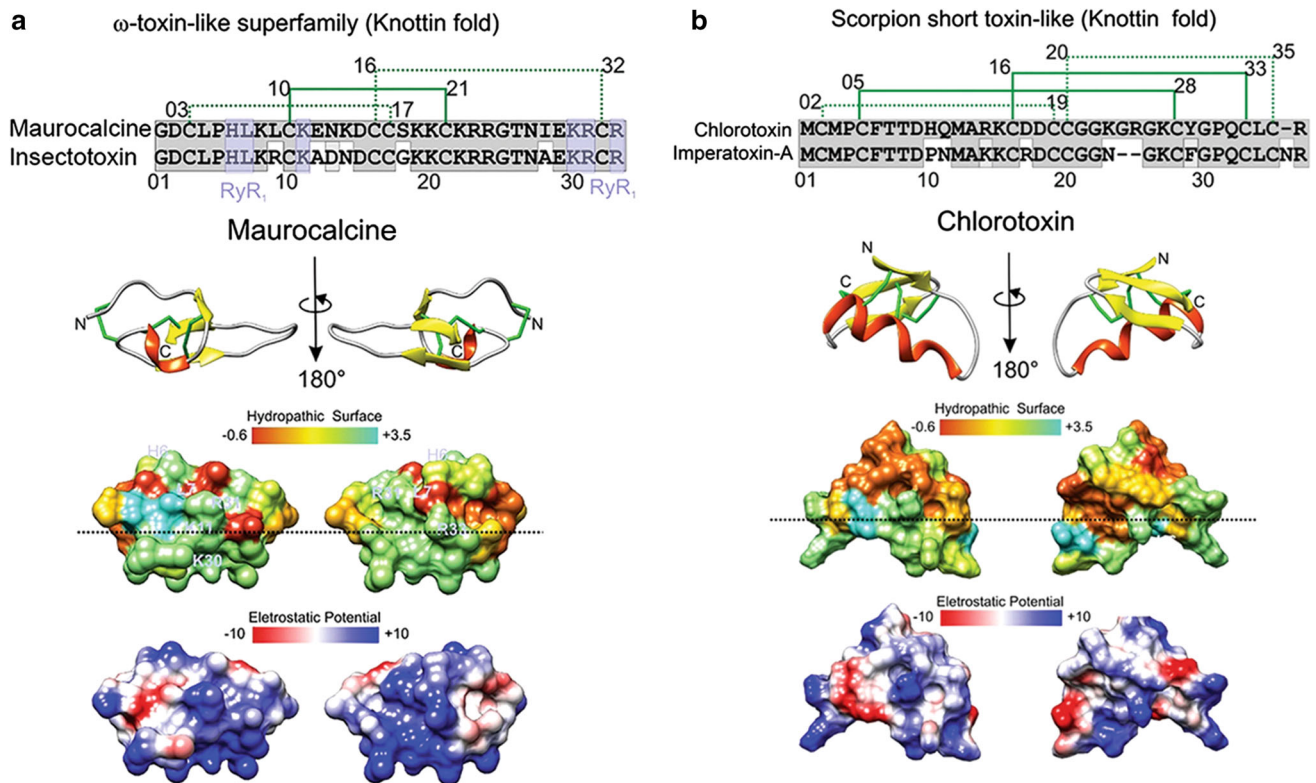 a
ω-toxin-like superfamily (Knottin fold)
16 32
10 21
03 17
Maurocalcine GDCLPHLKLCKENKDCCSKKCKRRGTNIEKRCR
Insectotoxin GDCLPHLKRCKADNDCCGKKCKRRGTNAEKRCR
01 RyR1 10 20 30 RyR1
Maurocalcine
N C C N
180°
Hydropathic Surface
-0.6 +3.5
H6 H6
K30
Eletrostatic Potential
-10 +10
b
Scorpion short toxin-like (Knottin fold)
20 35
16 33
05 28
02 19
Chlorotoxin MCMPCFTTDHQMARKCDDCCGGKGRGKCYGPQCLC-R
Imperatoxin-A MCMPCFTTDPNMAKKCRDCCGGN--GKCFGPQCLCNR
01 10 20 30
Chlorotoxin
N N
C C
180°
Hydropathic Surface
-0.6 +3.5
Eletrostatic Potential
-10 +10